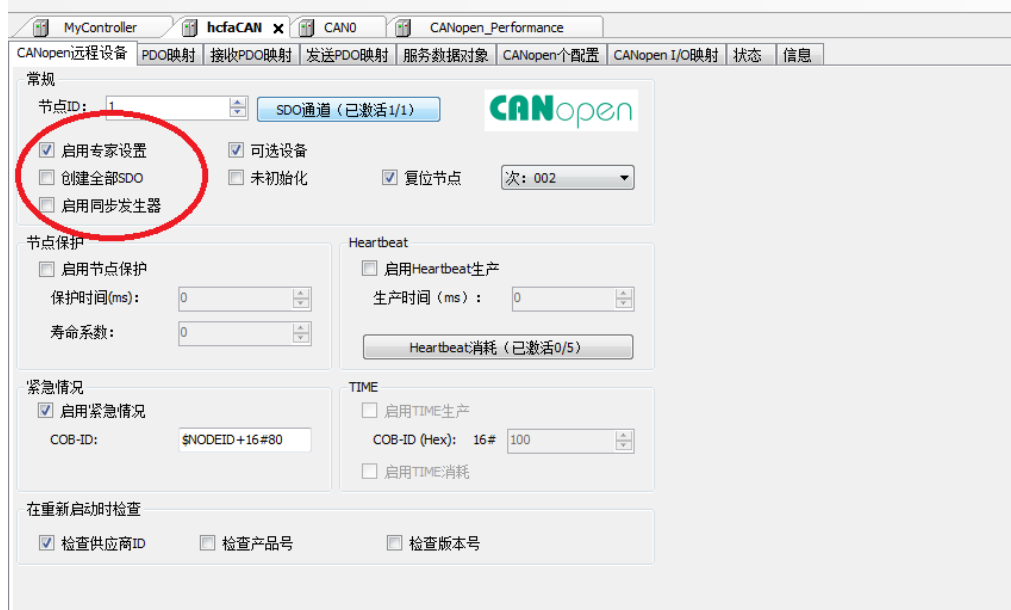 MyController hcfaCAN CAN0 CANopen_Performance
CANopen远程设备 PDO映射 接收PDO映射 发送PDO映射 服务数据对象 CANopen个配置 CANopen I/O映射 状态 信息
常规
节点ID: 1 SDO通道(已激活1/1) CANopen
启用专家设置 可选设备
创建全部SDO 未初始化 复位节点 次: 002
启用同步发生器
节点保护 Heartbeat
启用节点保护 启用Heartbeat生产
保护时间(ms): 0 生产时间(ms): 0
寿命系数: 0
Heartbeat消耗(已激活0/5)
紧急情况 TIME
启用紧急情况 启用TIME生产
COB-ID: $NODEID+16#80 COB-ID (Hex): 16# 100
启用TIME消耗
在重新启动时检查
检查供应商ID 检查产品号 检查版本号